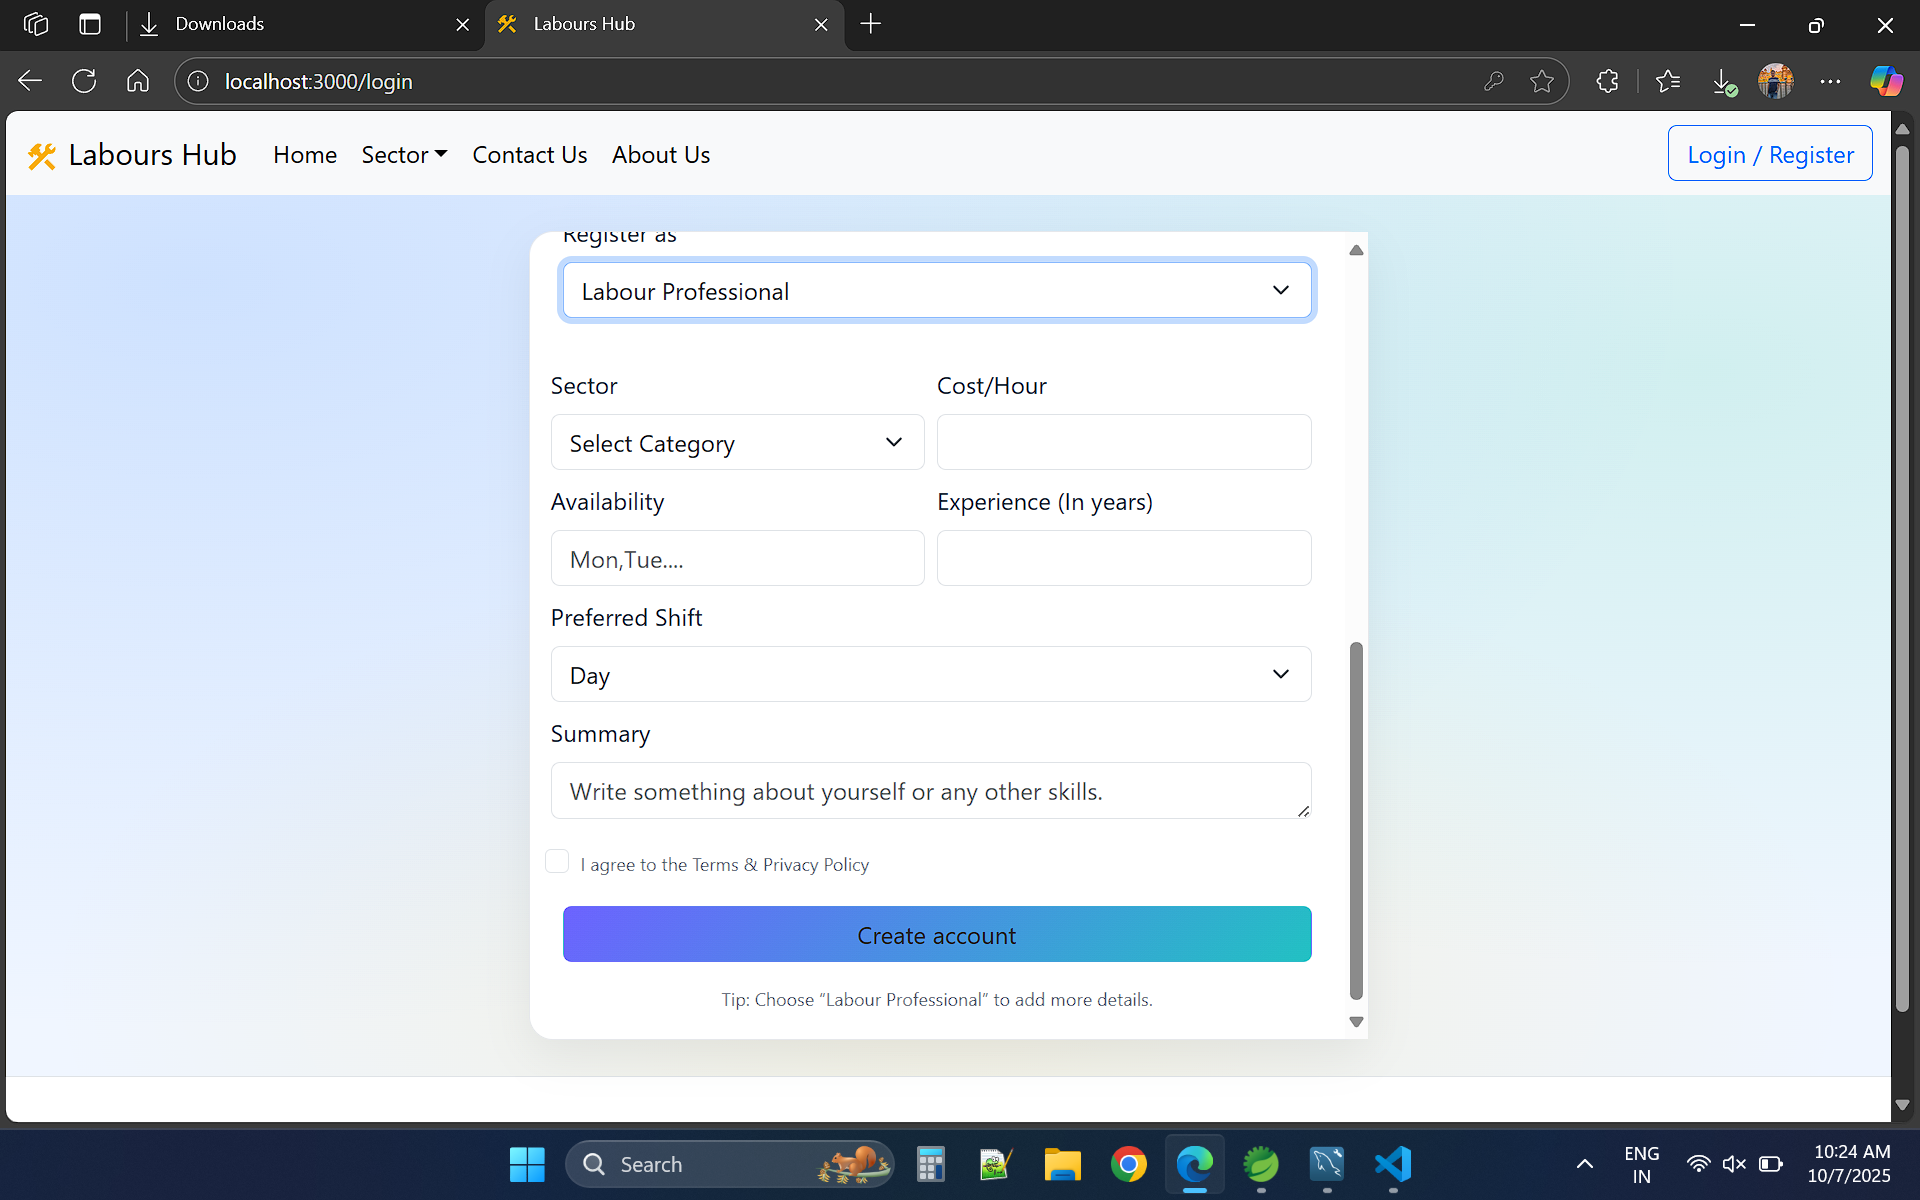 Downloads
Labours Hub
localhost:3000/login
Labours Hub
Home
Sector
Contact Us
About Us
Login / Register
Register as
Labour Professional
Sector
Cost/Hour
Select Category
Availability
Experience (In years)
Mon,Tue....
Preferred Shift
Day
Summary
Write something about yourself or any other skills.
I agree to the Terms & Privacy Policy
Create account
Tip: Choose “Labour Professional” to add more details.
Search
ENG
IN
10:24 AM
10/7/2025